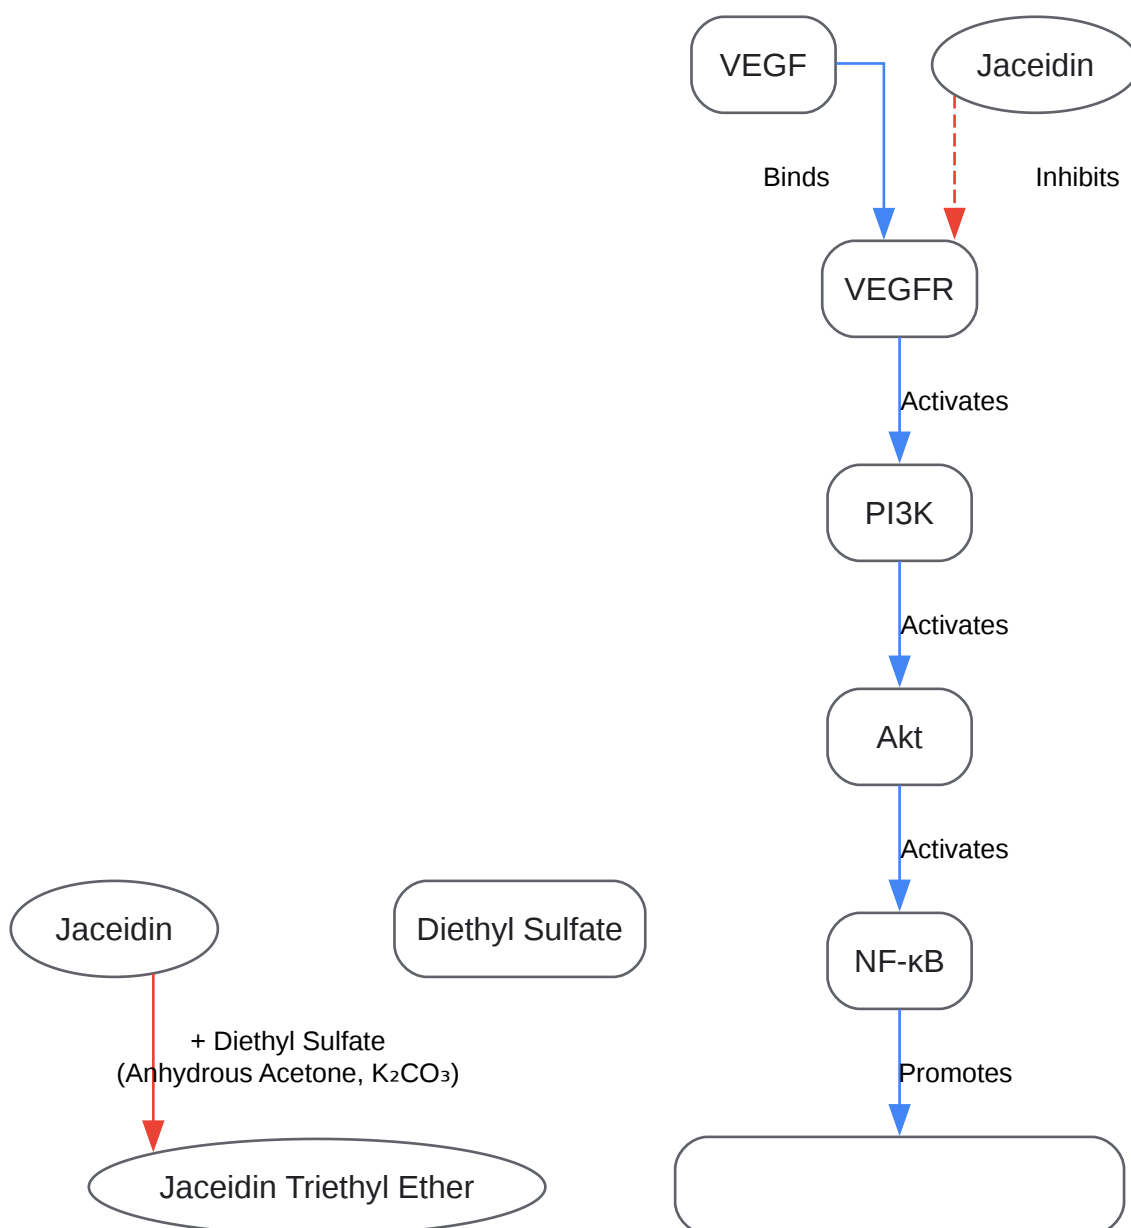 VEGF
Jaceidin
Binds
Inhibits
VEGFR
Activates
PI3K
Activates
Akt
Activates
Jaceidin
Diethyl Sulfate
NF-κB
+ Diethyl Sulfate
(Anhydrous Acetone, K₂CO₃)
Promotes
Jaceidin Triethyl Ether